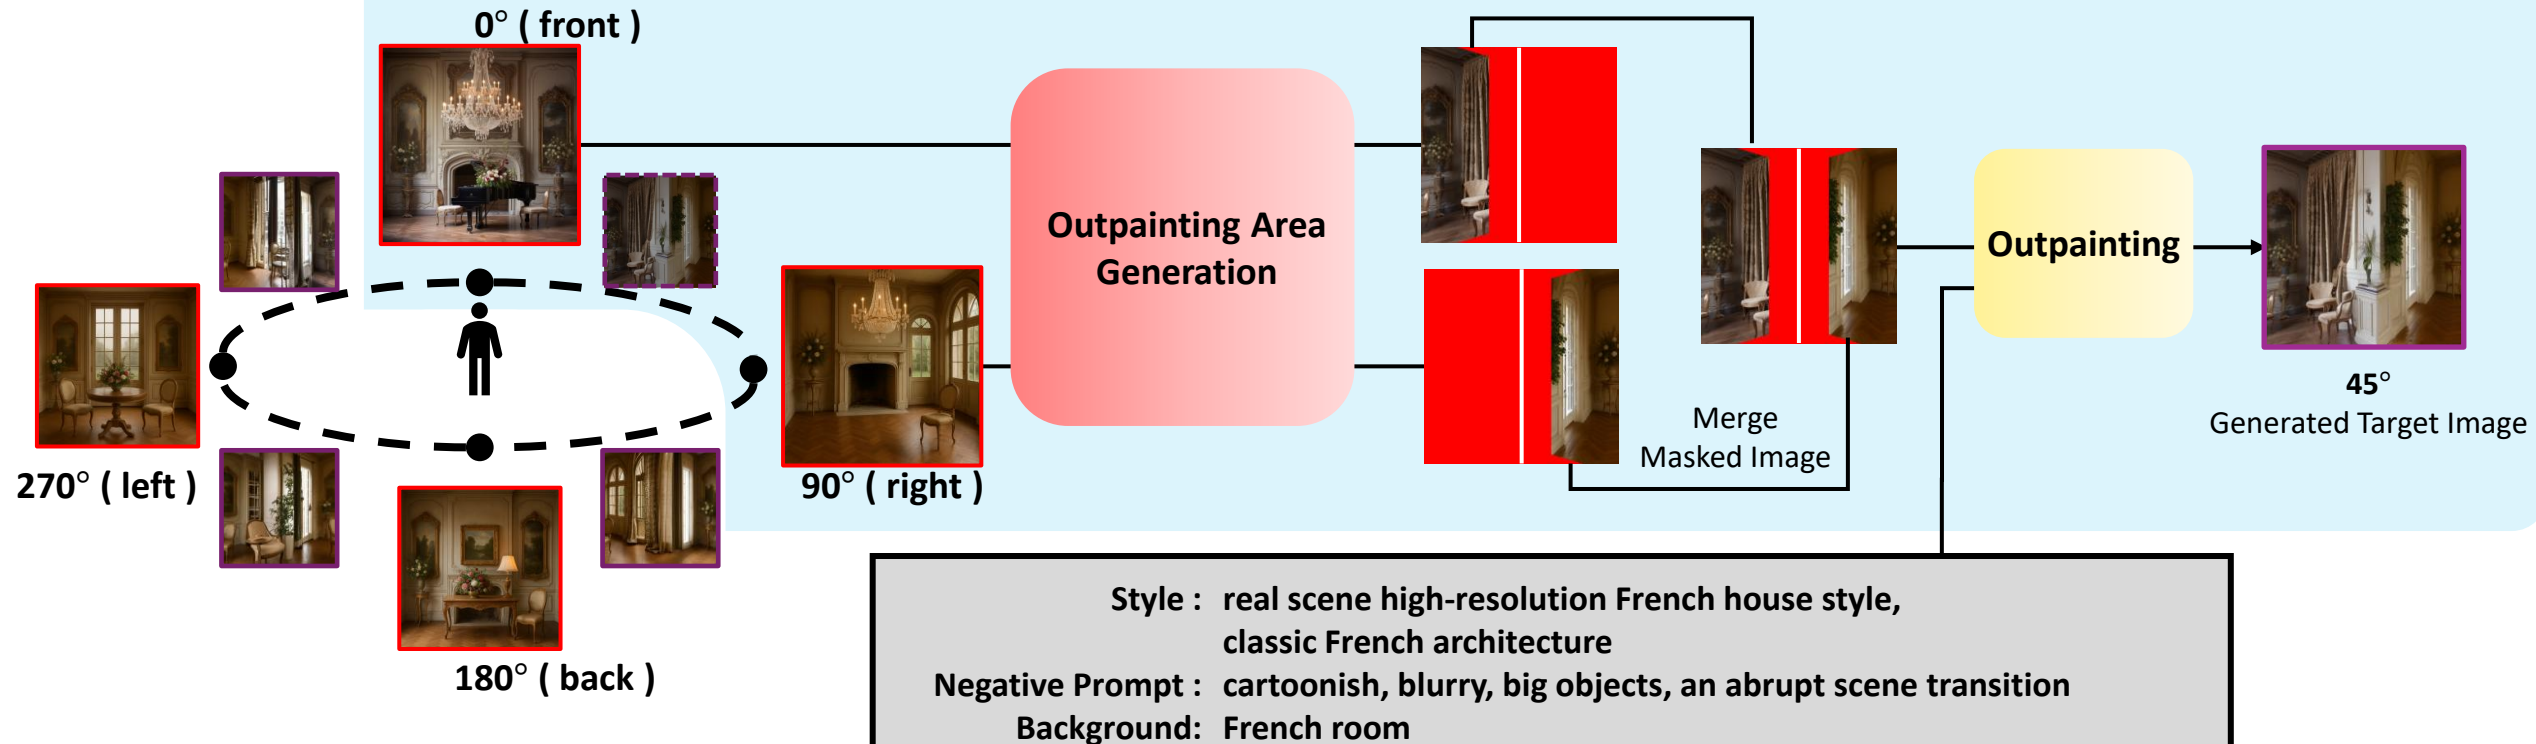 0° ( front )
270° ( left )
180° ( back )
90° ( right )
Outpainting Area
Generation
Merge
Masked Image
Outpainting
45°
Generated Target Image
Style : real scene high-resolution French house style,
classic French architecture
Negative Prompt : cartoonish, blurry, big objects, an abrupt scene transition
Background: French room